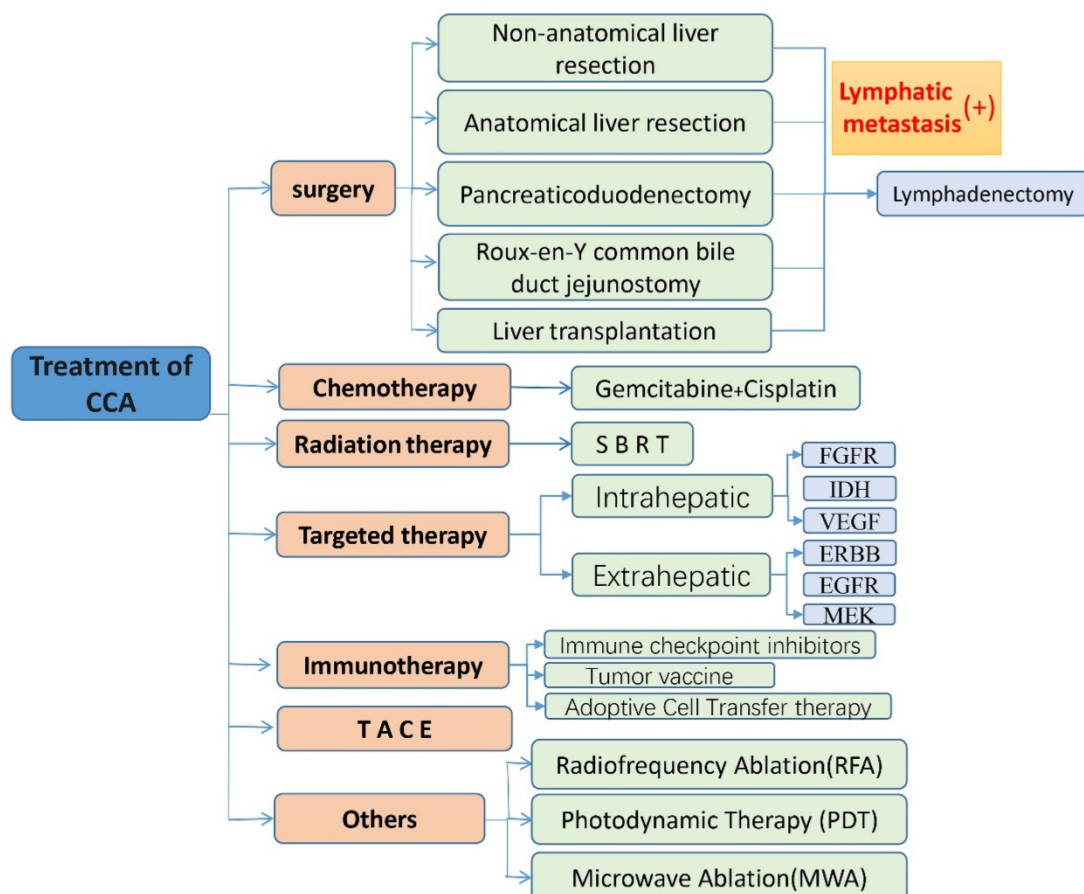 Non-anatomical liver
resection
Lymphatic
metastasis
(+)
Anatomical liver resection
surgery
Pancreaticoduodenectomy
Lymphadenectomy
Roux-en-Y common bile
duct jejunostomy
Liver transplantation
Treatment of
CCA
Chemotherapy
Gemcitabine+Cisplatin
Radiation therapy
S B R T
Targeted therapy
Intrahepatic
FGFR
IDH
VEGF
Extrahepatic
ERBB
EGFR
MEK
Immunotherapy
Immune checkpoint inhibitors
Tumor vaccine
Adoptive Cell Transfer therapy
T A C E
Others
Radiofrequency Ablation(RFA)
Photodynamic Therapy (PDT)
Microwave Ablation(MWA)